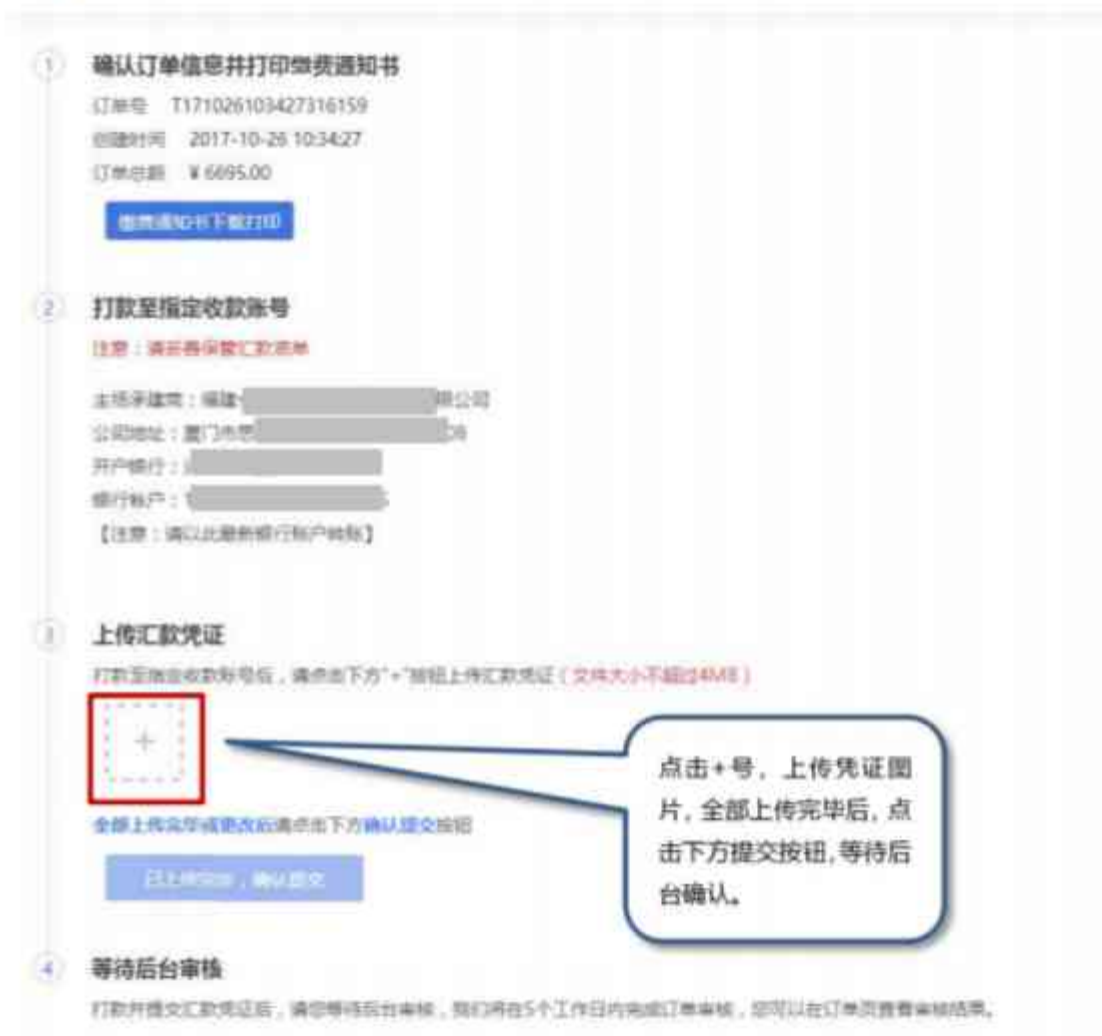 1
确认订单信息并打印缴费通知书
订单号 T171026103427316159
创建时间 2017-10-26 10:34:27
订单总额 ¥ 6695.00
缴费通知书下载打印
2
打款至指定收款账号
注意：请妥善保管汇款底单
主场承建商：福建 限公司
公司地址：厦门市思
开户银行：
银行帐户：
【注意：请以此最新银行账户转账】
3
上传汇款凭证
打款至指定收款账号后，请点击下方"+"按钮上传汇款凭证（文件大小不超过4MB）
+
全部上传完毕或更改后请点击下方确认提交按钮
已上传完毕，确认提交
点击+号，上传凭证图
片，全部上传完毕后，点
击下方提交按钮，等待后
台确认。
4
等待后台审核
打款并提交汇款凭证后，请您等待后台审核，我们将在5个工作日内完成订单审核，您可以在订单页查看审核结果。